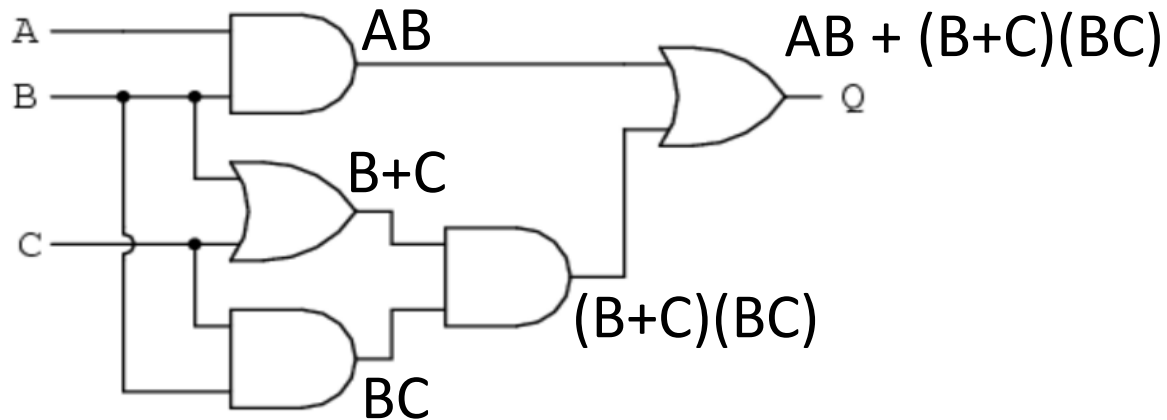 A
AB
AB + (B+C)(BC)
B
Q
B+C
C
(B+C)(BC)
BC